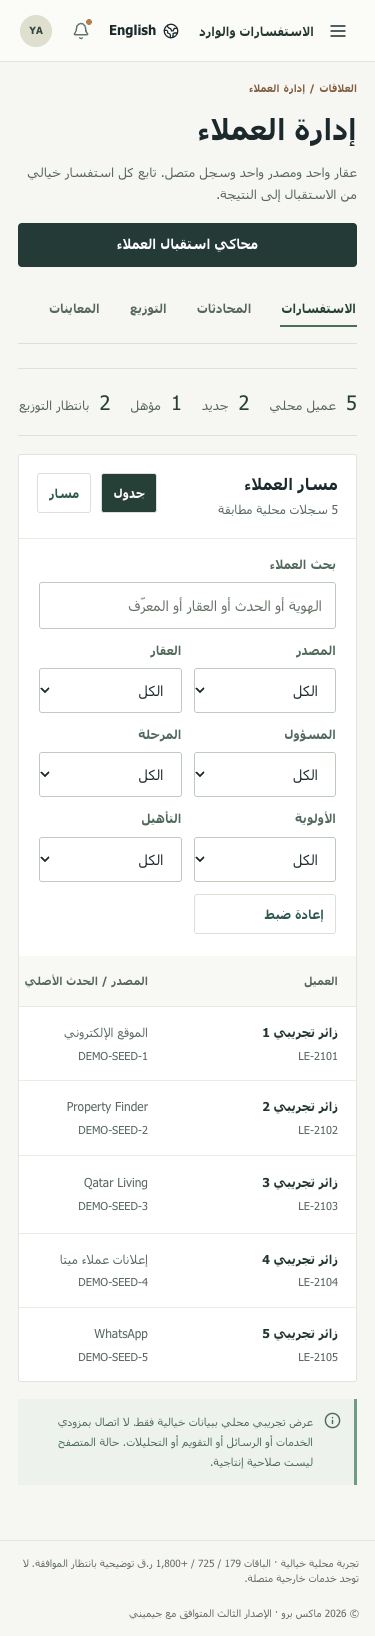 الاستفسارات والوارد
English
YA
العلاقات / إدارة العملاء
إدارة العملاء
عقار واحد ومصدر واحد وسجل متصل. تابع كل استفسار خيالي
من الاستقبال إلى النتيجة.
محاكي استقبال العملاء
الاستفسارات المحادثات التوزيع المعاينات
5 عميل محلي 2 جديد 1 مؤهل 2 بانتظار التوزيع
مسار العملاء
5 سجلات محلية مطابقة
جدول مسار
بحث العملاء
الهوية أو الحدث أو العقار أو المعرّف
المصدر العقار
الكل الكل
المسؤول المرحلة
الكل الكل
الأولوية التأهيل
الكل الكل
إعادة ضبط
العميل المصدر / الحدث الأصلي
زائر تجريبي 1 الموقع الإلكتروني
LE-2101 DEMO-SEED-1
زائر تجريبي 2 Property Finder
LE-2102 DEMO-SEED-2
زائر تجريبي 3 Qatar Living
LE-2103 DEMO-SEED-3
زائر تجريبي 4 إعلانات عملاء ميتا
LE-2104 DEMO-SEED-4
زائر تجريبي 5 WhatsApp
LE-2105 DEMO-SEED-5
عرض تجريبي محلي ببيانات خيالية فقط. لا اتصال بمزودي
الخدمات أو الرسائل أو التقويم أو التحليلات. حالة المتصفح
ليست صلاحية إنتاجية.
تجربة محلية خيالية · الباقات 179 / 725 / +1,800 ر.ق توضيحية بانتظار الموافقة. لا
توجد خدمات خارجية متصلة.
© 2026 ماكس برو · الإصدار الثالث المتوافق مع جيميني